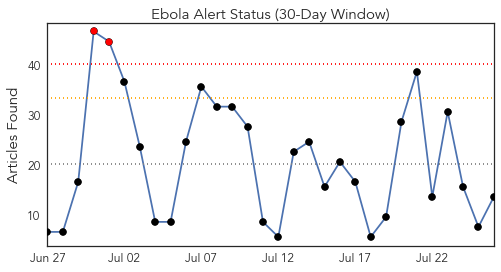 Ebola Alert Status (30-Day Window)
Articles Found
40
30
20
10
Jun 27
Jul 02
Jul 07
Jul 12
Jul 17
Jul 22